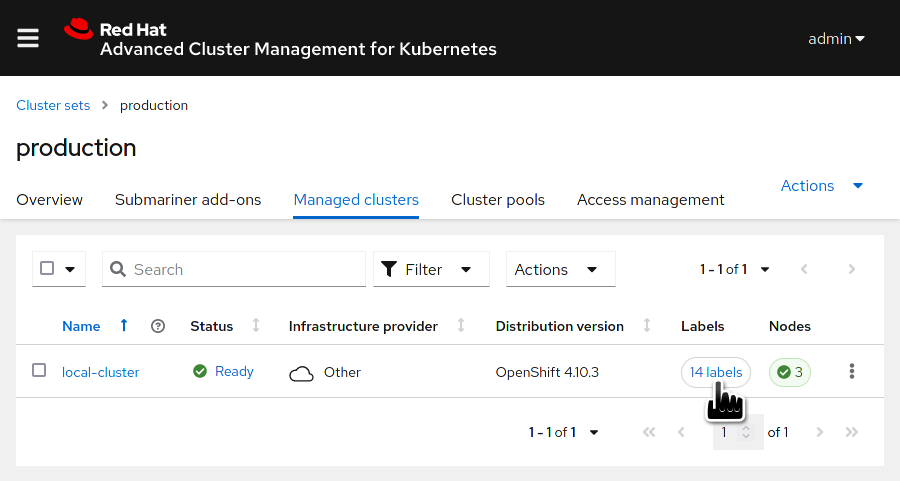 Red Hat
Advanced Cluster Management for Kubernetes
admin
Cluster sets production
production
Overview Submariner add-ons Managed clusters Cluster pools Access management Actions
Search Filter Actions 1 - 1 of 1
Name Status Infrastructure provider Distribution version Labels Nodes
local-cluster Ready Other OpenShift 4.10.3 14 labels 3
1 - 1 of 1 1 of 1